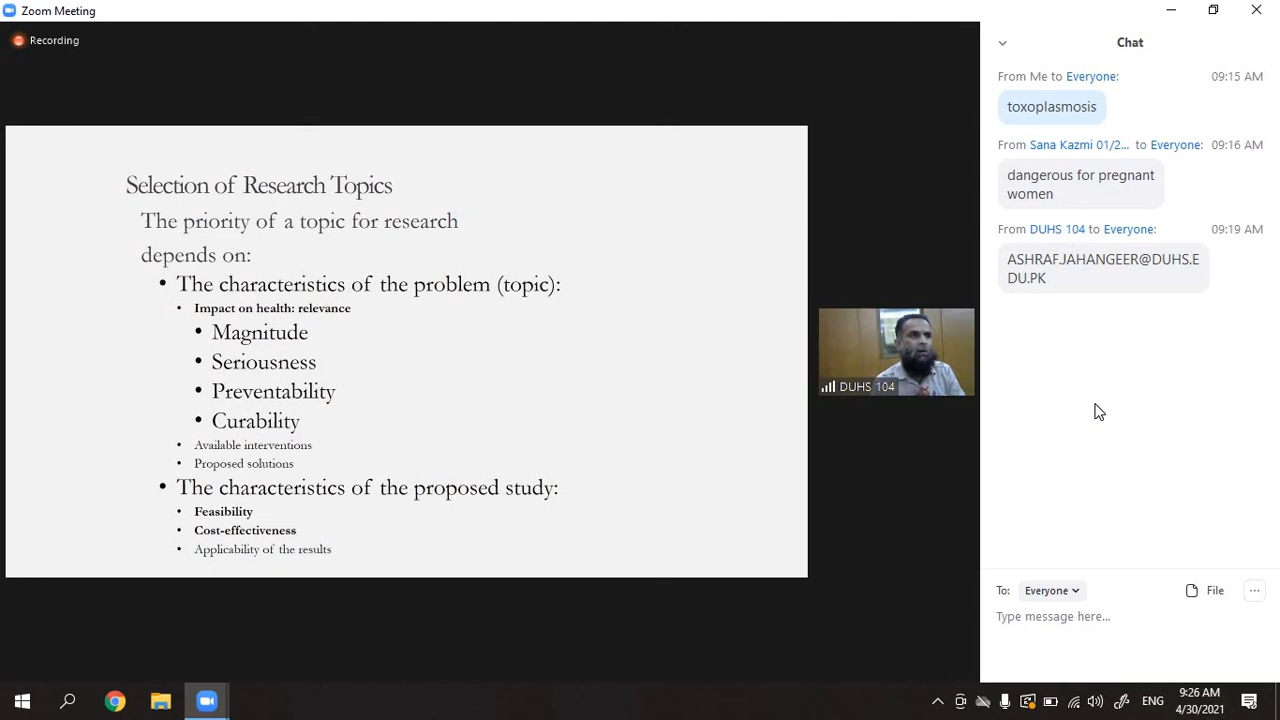 Zoom Meeting
Recording
Selection of Research Topics
The priority of a topic for research
depends on:
• The characteristics of the problem (topic):
• Impact on health: relevance
• Magnitude
• Seriousness
• Preventability
• Curability
• Available interventions
• Proposed solutions
• The characteristics of the proposed study:
• Feasibility
• Cost-effectiveness
• Applicability of the results
DUHS 104
Chat
From Me to Everyone: 09:15 AM
toxoplasmosis
From Sana Kazmi 01/2... to Everyone: 09:16 AM
dangerous for pregnant
women
From DUHS 104 to Everyone: 09:19 AM
ASHRAF.JAHANGEER@DUHS.E
DU.PK
To: Everyone File
Type message here...
ENG
9:26 AM
4/30/2021